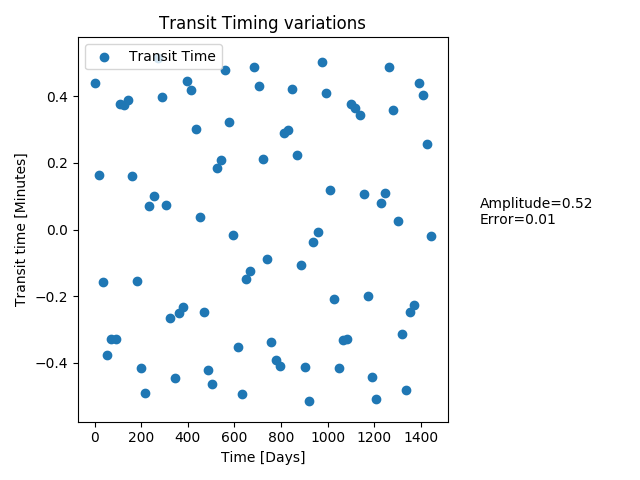 Transit Timing variations
Transit Time
0.4
0.2
0.0
−0.2
−0.4
Transit time [Minutes]
0 200 400 600 800 1000 1200 1400
Time [Days]
Amplitude=0.52
Error=0.01